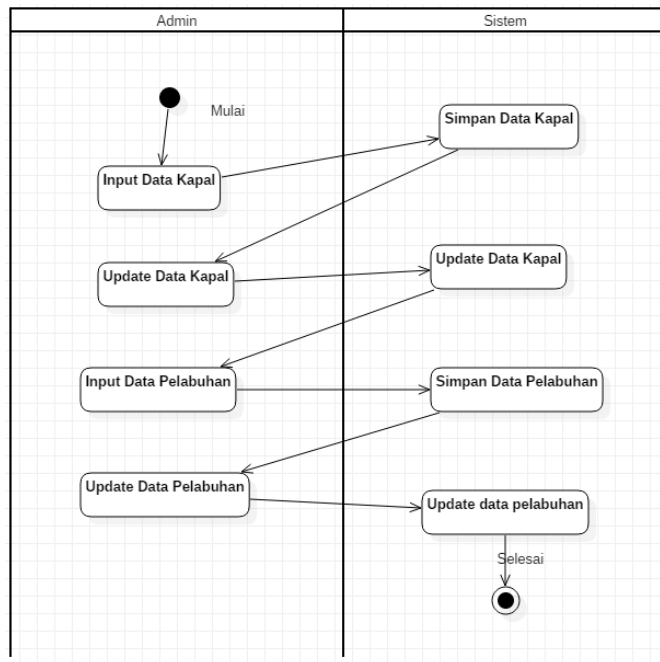 Admin
Sistem
Mulai
Simpan Data Kapal
Input Data Kapal
Update Data Kapal
Update Data Kapal
Input Data Pelabuhan
Simpan Data Pelabuhan
Update Data Pelabuhan
Update data pelabuhan
Selesai